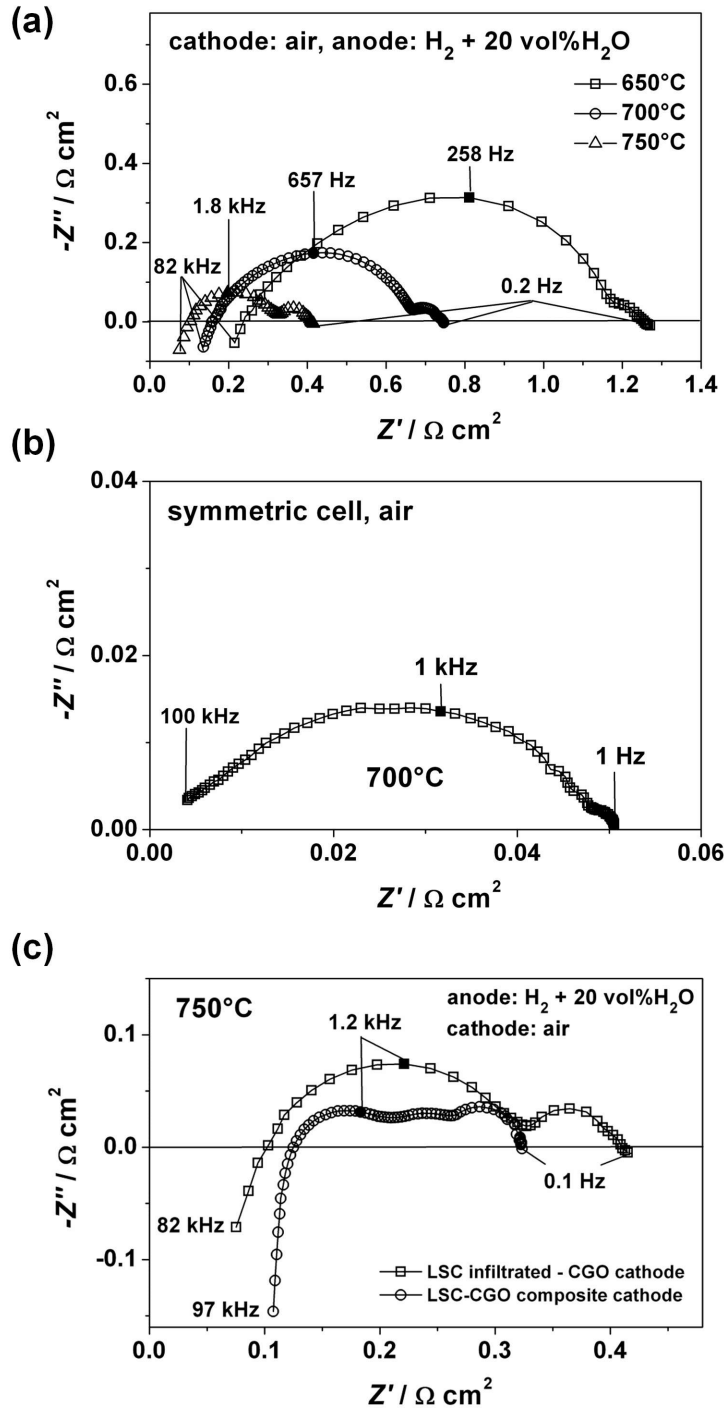 (a)
cathode: air, anode: H₂ + 20 vol%H₂O
650°C
700°C
750°C
258 Hz
657 Hz
1.8 kHz
82 kHz
0.2 Hz
0.6
0.4
0.2
0.0
-Z" / Ω cm²
0.0 0.2 0.4 0.6 0.8 1.0 1.2 1.4
Z' / Ω cm²
(b)
symmetric cell, air
0.04
0.02
0.00
-Z" / Ω cm²
1 kHz
100 kHz
1 Hz
700°C
0.00 0.02 0.04 0.06
Z' / Ω cm²
(c)
750°C
anode: H₂ + 20 vol%H₂O
cathode: air
1.2 kHz
0.1
0.0
-0.1
-Z" / Ω cm²
0.1 Hz
82 kHz
97 kHz
LSC infiltrated - CGO cathode
LSC-CGO composite cathode
0.0 0.1 0.2 0.3 0.4
Z' / Ω cm²